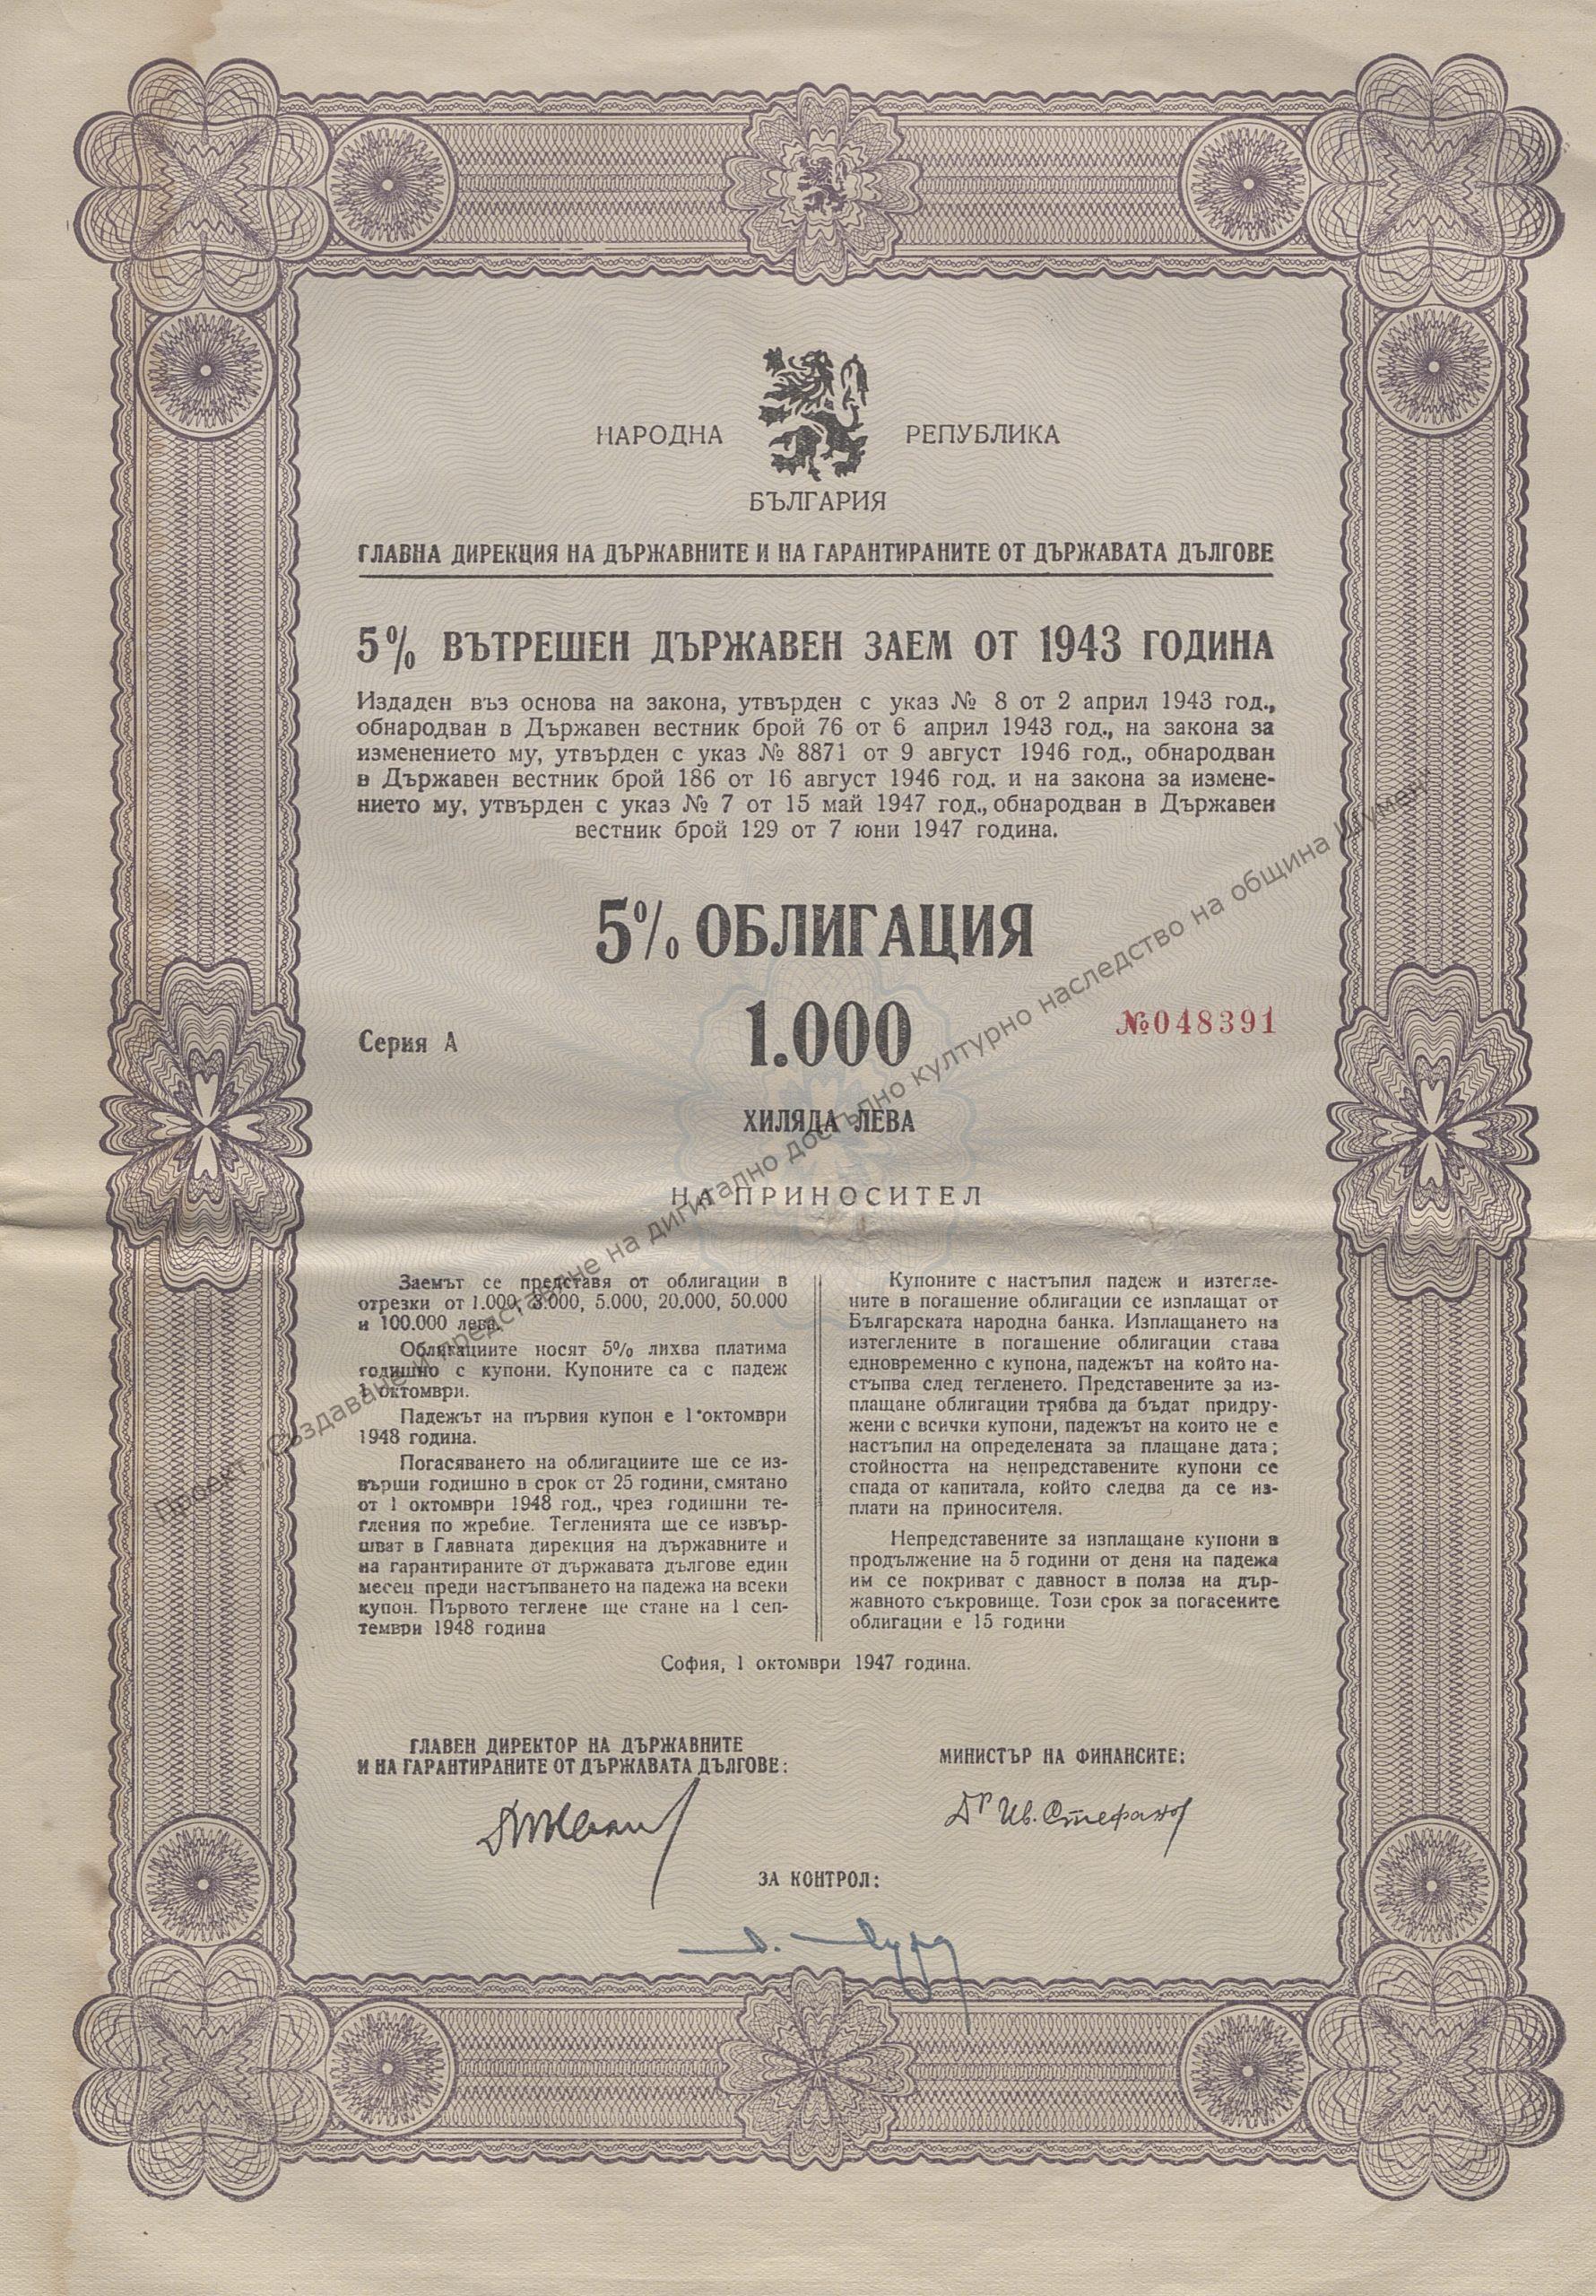 НАРОДНА РЕПУБЛИКА
БЪЛГАРИЯ
ГЛАВНА ДИРЕКЦИЯ НА ДЪРЖАВНИТЕ И НА ГАРАНТИРАНИТЕ ОТ ДЪРЖАВАТА ДЪЛГОВЕ
5% ВЪТРЕШЕН ДЪРЖАВЕН ЗАЕМ ОТ 1943 ГОДИНА
Издаден въз основа на закона, утвърден с указ № 8 от 2 април 1943 год.,
обнародван в Държавен вестник брой 76 от 6 април 1943 год., на закона за
изменението му, утвърден с указ № 8871 от 9 август 1946 год., обнародван
в Държавен вестник брой 186 от 16 август 1946 год. и на закона за измене-
нието му, утвърден с указ № 7 от 15 май 1947 год., обнародван в Държавен
вестник брой 129 от 7 юни 1947 година.
5% ОБЛИГАЦИЯ
Серия А
1.000
№048391
ХИЛЯДА ЛЕВА
НА ПРИНОСИТЕЛ
Заемът се представя от облигации в
отрезки от 1.000, 3.000, 5.000, 20.000, 50.000
и 100.000 лева.
Облигациите носят 5% лихва платима
годишно с купони. Купоните са с падеж
1 октомври.
Падежът на първия купон е 1 октомври
1948 година.
Погасяването на облигациите ще се из-
върши годишно в срок от 25 години, смятано
от 1 октомври 1948 год., чрез годишни те-
гления по жребие. Тегленията ще се извър-
шват в Главната дирекция на държавните и
на гарантираните от държавата дългове един
месец преди настъпването на падежа на всеки
купон. Първото теглене ще стане на 1 сеп-
тември 1948 година
Купоните с настъпил падеж и изтегле-
ните в погашение облигации се изплащат от
Българската народна банка. Изплащането на
изтеглените в погашение облигации става
едновременно с купона, падежът на който на-
стъпва след тегленето. Представените за из-
плащане облигации трябва да бъдат придру-
жени с всички купони, падежът на които не е
настъпил на определената за плащане дата;
стойността на непредставените купони се
спада от капитала, който следва да се из-
плати на приносителя.
Непредставените за изплащане купони в
продължение на 5 години от деня на падежа
им се покриват с давност в полза на дър-
жавното съкровище. Този срок за погасените
облигации е 15 години
София, 1 октомври 1947 година.
ГЛАВЕН ДИРЕКТОР НА ДЪРЖАВНИТЕ
И НА ГАРАНТИРАНИТЕ ОТ ДЪРЖАВАТА ДЪЛГОВЕ:
МИНИСТЪР НА ФИНАНСИТЕ:
Др Ив. Стефанов
ЗА КОНТРОЛ:
Проект „Създаване и представяне на дигитално достъпно културно наследство на община Шумен"